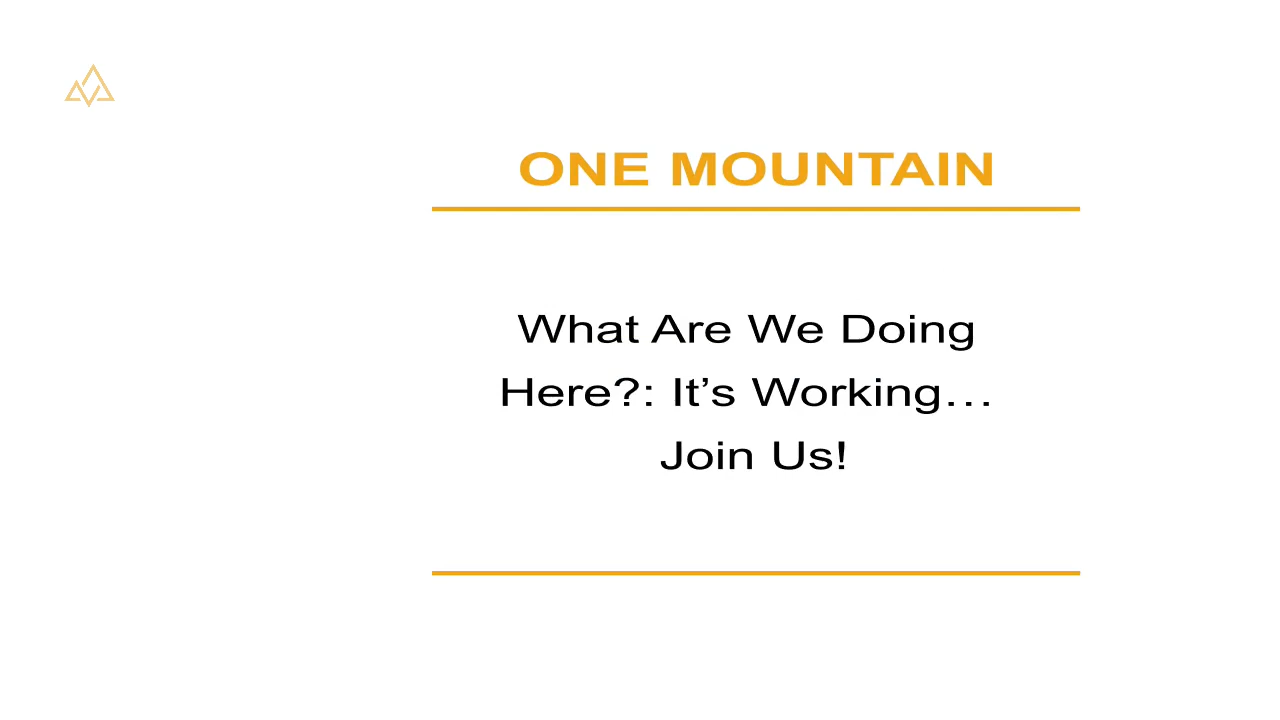 ONE MOUNTAIN
What Are We Doing
Here?: It’s Working…
Join Us!